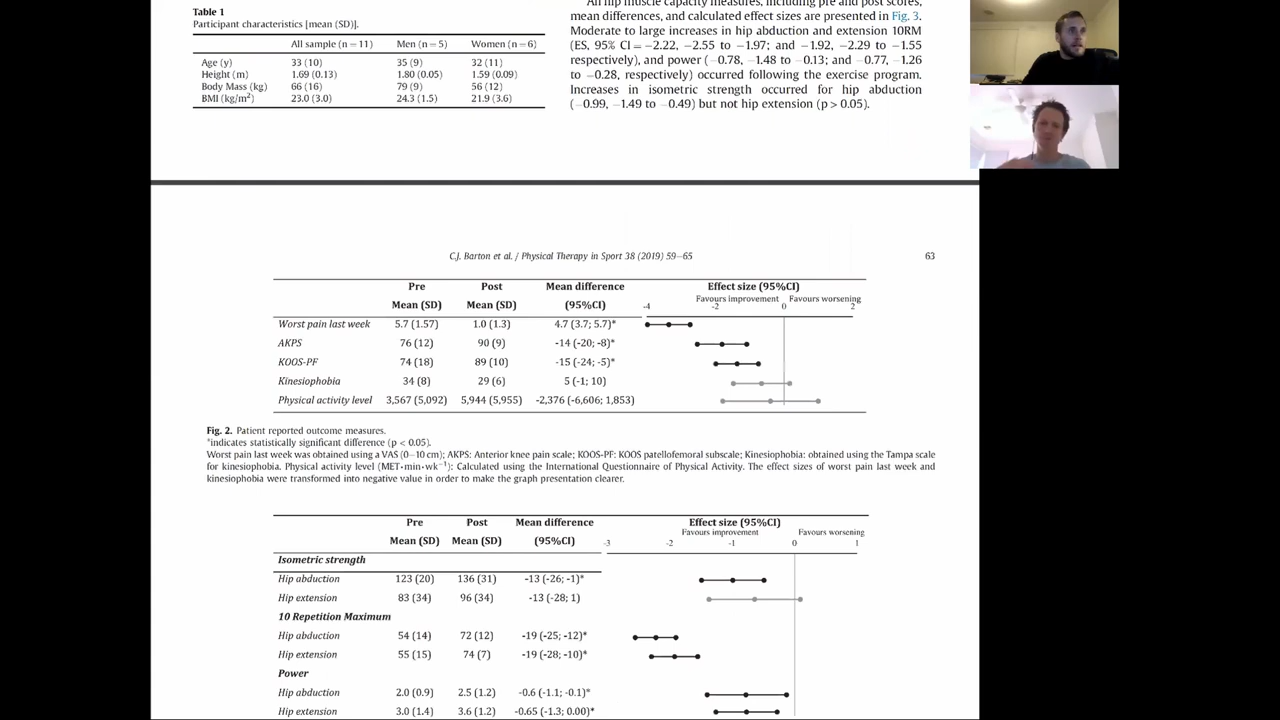 Table 1
Participant characteristics [mean (SD)].
All sample (n = 11) Men (n = 5) Women (n = 6)
Age (y) 33 (10) 35 (9) 32 (11)
Height (m) 1.69 (0.13) 1.80 (0.05) 1.59 (0.09)
Body Mass (kg) 66 (16) 79 (9) 56 (12)
BMI (kg/m²) 23.0 (3.0) 24.3 (1.5) 21.9 (3.6)
All hip muscle capacity measures, including pre and post scores,
mean differences, and calculated effect sizes are presented in Fig. 3.
Moderate to large increases in hip abduction and extension 10RM
(ES, 95% CI = −2.22, −2.55 to −1.97; and −1.92, −2.29 to −1.55
respectively), and power (−0.78, −1.48 to −0.13; and −0.77, −1.26
to −0.28, respectively) occurred following the exercise program.
Increases in isometric strength occurred for hip abduction
(−0.99, −1.49 to −0.49) but not hip extension (p > 0.05).
C.J. Barton et al. / Physical Therapy in Sport 38 (2019) 59–65 63
Pre Post Mean difference Effect size (95%CI)
Favours improvement Favours worsening
Mean (SD) Mean (SD) (95%CI) -4 -2 0 2
Worst pain last week 5.7 (1.57) 1.0 (1.3) 4.7 (3.7; 5.7)*
AKPS 76 (12) 90 (9) -14 (-20; -8)*
KOOS-PF 74 (18) 89 (10) -15 (-24; -5)*
Kinesiophobia 34 (8) 29 (6) 5 (-1; 10)
Physical activity level 3,567 (5,092) 5,944 (5,955) -2,376 (-6,606; 1,853)
Fig. 2. Patient reported outcome measures.
*indicates statistically significant difference (p < 0.05).
Worst pain last week was obtained using a VAS (0–10 cm); AKPS: Anterior knee pain scale; KOOS-PF: KOOS patellofemoral subscale; Kinesiophobia: obtained using the Tampa scale
for kinesiophobia. Physical activity level (MET·min·wk⁻¹): Calculated using the International Questionnaire of Physical Activity. The effect sizes of worst pain last week and
kinesiophobia were transformed into negative value in order to make the graph presentation clearer.
Pre Post Mean difference Effect size (95%CI)
Favours improvement Favours worsening
Mean (SD) Mean (SD) (95%CI) -3 -2 -1 0 1
Isometric strength
Hip abduction 123 (20) 136 (31) -13 (-26; -1)*
Hip extension 83 (34) 96 (34) -13 (-28; 1)
10 Repetition Maximum
Hip abduction 54 (14) 72 (12) -19 (-25; -12)*
Hip extension 55 (15) 74 (7) -19 (-28; -10)*
Power
Hip abduction 2.0 (0.9) 2.5 (1.2) -0.6 (-1.1; -0.1)*
Hip extension 3.0 (1.4) 3.6 (1.2) -0.65 (-1.3; 0.00)*